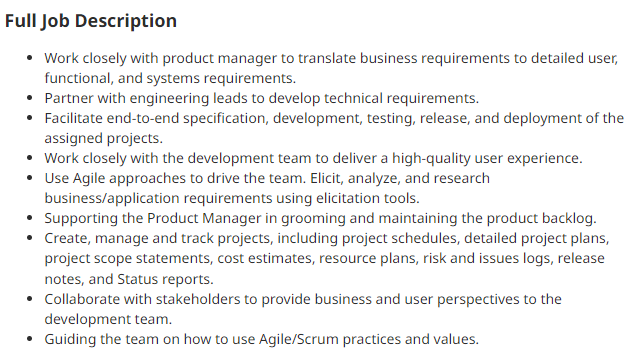 Full Job Description
• Work closely with product manager to translate business requirements to detailed user,
functional, and systems requirements.
• Partner with engineering leads to develop technical requirements.
• Facilitate end-to-end specification, development, testing, release, and deployment of the
assigned projects.
• Work closely with the development team to deliver a high-quality user experience.
• Use Agile approaches to drive the team. Elicit, analyze, and research
business/application requirements using elicitation tools.
• Supporting the Product Manager in grooming and maintaining the product backlog.
• Create, manage and track projects, including project schedules, detailed project plans,
project scope statements, cost estimates, resource plans, risk and issues logs, release
notes, and Status reports.
• Collaborate with stakeholders to provide business and user perspectives to the
development team.
• Guiding the team on how to use Agile/Scrum practices and values.